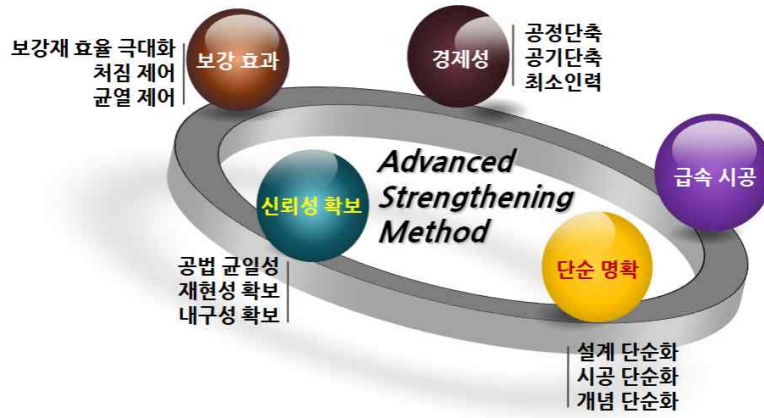 보강 효과
보강재 효율 극대화
처짐 제어
균열 제어
경제성
공정단축
공기단축
최소인력
급속 시공
Advanced
Strengthening
Method
신뢰성 확보
공법 균일성
재현성 확보
내구성 확보
단순 명확
설계 단순화
시공 단순화
개념 단순화